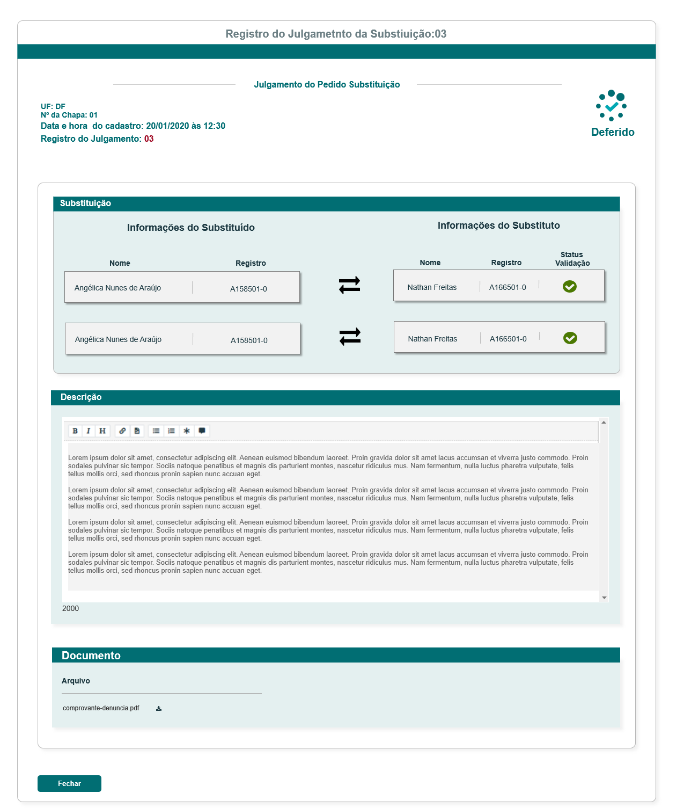 Registro do Julgametnto da Substiuição:03
Julgamento do Pedido Substituição
UF: DF
Nº da Chapa: 01
Data e hora do cadastro: 20/01/2020 às 12:30
Registro do Julgamento: 03
Deferido
Substituição
Informações do Substituído
Informações do Substituto
Nome
Registro
Nome
Registro
Status
Validação
Angélica Nunes de Araújo
A158501-0
Nathan Freitas
A166501-0
Angélica Nunes de Araújo
A158501-0
Nathan Freitas
A166501-0
Descrição
B I H
Lorem ipsum dolor sit amet, consectetur adipiscing elit. Aenean euismod bibendum laoreet. Proin gravida dolor sit amet lacus accumsan et viverra justo commodo. Proin
sodales pulvinar sic tempor. Sociis natoque penatibus et magnis dis parturient montes, nascetur ridiculus mus. Nam fermentum, nulla luctus pharetra vulputate, felis
tellus mollis orci, sed rhoncus pronin sapien nunc accuan eget.
Lorem ipsum dolor sit amet, consectetur adipiscing elit. Aenean euismod bibendum laoreet. Proin gravida dolor sit amet lacus accumsan et viverra justo commodo. Proin
sodales pulvinar sic tempor. Sociis natoque penatibus et magnis dis parturient montes, nascetur ridiculus mus. Nam fermentum, nulla luctus pharetra vulputate, felis
tellus mollis orci, sed rhoncus pronin sapien nunc accuan eget.
Lorem ipsum dolor sit amet, consectetur adipiscing elit. Aenean euismod bibendum laoreet. Proin gravida dolor sit amet lacus accumsan et viverra justo commodo. Proin
sodales pulvinar sic tempor. Sociis natoque penatibus et magnis dis parturient montes, nascetur ridiculus mus. Nam fermentum, nulla luctus pharetra vulputate, felis
tellus mollis orci, sed rhoncus pronin sapien nunc accuan eget.
Lorem ipsum dolor sit amet, consectetur adipiscing elit. Aenean euismod bibendum laoreet. Proin gravida dolor sit amet lacus accumsan et viverra justo commodo. Proin
sodales pulvinar sic tempor. Sociis natoque penatibus et magnis dis parturient montes, nascetur ridiculus mus. Nam fermentum, nulla luctus pharetra vulputate, felis
tellus mollis orci, sed rhoncus pronin sapien nunc accuan eget.
2000
Documento
Arquivo
comprovante-denuncia.pdf
Fechar